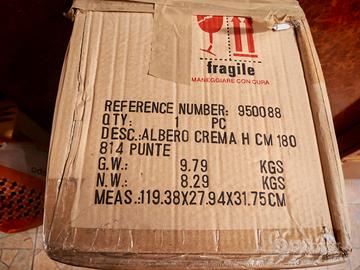 fragile
MANEGGIARE CON CURA
REFERENCE NUMBER: 950088
QTY: 1 PC
DESC.:ALBERO CREMA H CM 180
814 PUNTE
G.W.: 9.79 KGS
N.W.: 8.29 KGS
MEAS.:119.38X27.94X31.75CM